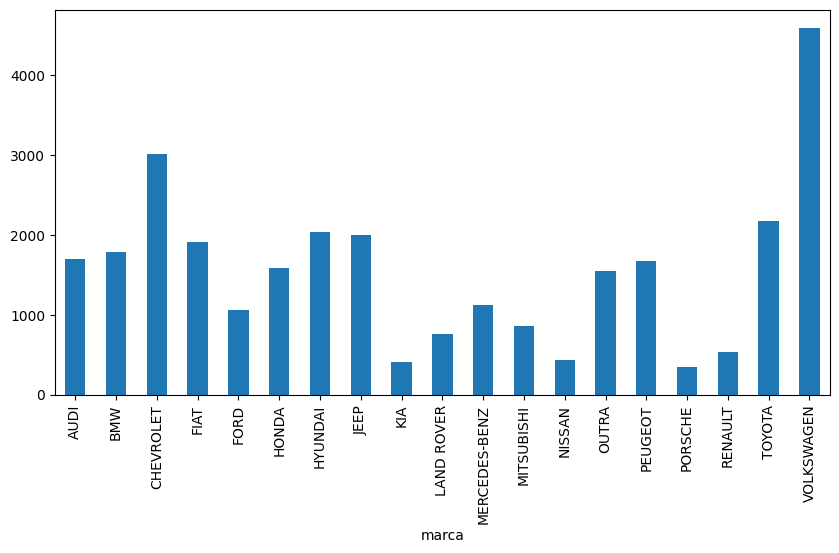 4000
3000
2000
1000
0
AUDI
BMW
CHEVROLET
FIAT
FORD
HONDA
HYUNDAI
JEEP
KIA
LAND ROVER
MERCEDES-BENZ
MITSUBISHI
NISSAN
OUTRA
PEUGEOT
PORSCHE
RENAULT
TOYOTA
VOLKSWAGEN
marca